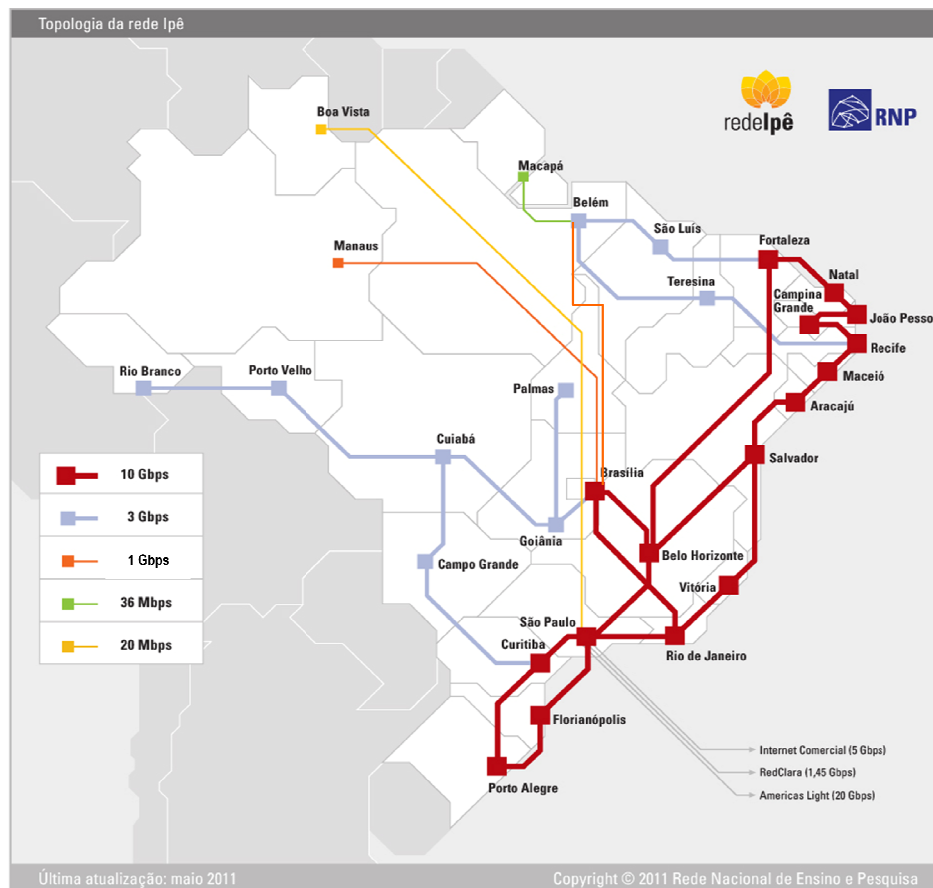 Topologia da rede Ipê
Boa Vista
redeIpê
RNP
Macapá
Belém
São Luís
Fortaleza
Manaus
Teresina
Natal
Campina
Grande
João Pesso
Recife
Rio Branco
Porto Velho
Palmas
Maceió
Aracajú
Cuiabá
Salvador
Brasília
10 Gbps
3 Gbps
1 Gbps
36 Mbps
20 Mbps
Goiânia
Campo Grande
Belo Horizonte
Vitória
São Paulo
Curitiba
Rio de Janeiro
Florianópolis
Porto Alegre
Internet Comercial (5 Gbps)
RedClara (1,45 Gbps)
Americas Light (20 Gbps)
Última atualização: maio 2011
Copyright © 2011 Rede Nacional de Ensino e Pesquisa